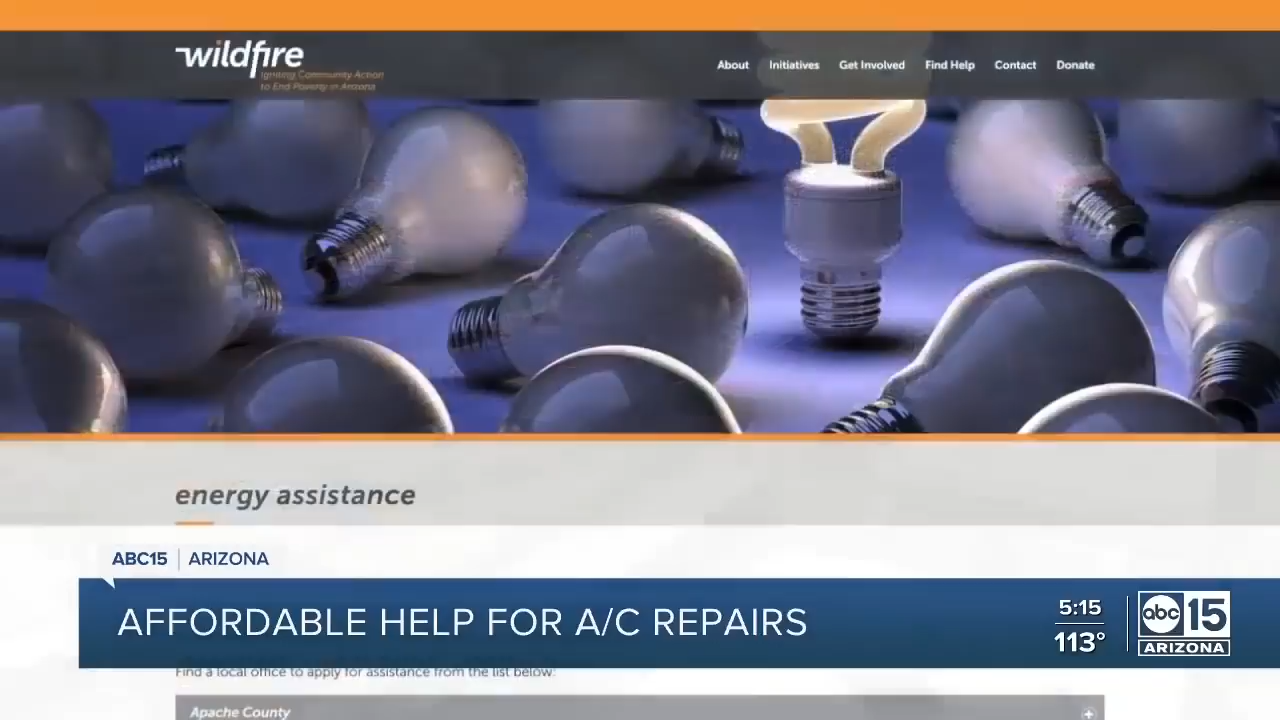 wildfire
Igniting Community Action
to End Poverty in Arizona
About Initiatives Get Involved Find Help Contact Donate
energy assistance
ABC15 | ARIZONA
AFFORDABLE HELP FOR A/C REPAIRS
5:15
113°
abc 15
ARIZONA
Find a local office to apply for assistance from the list below:
Apache County +